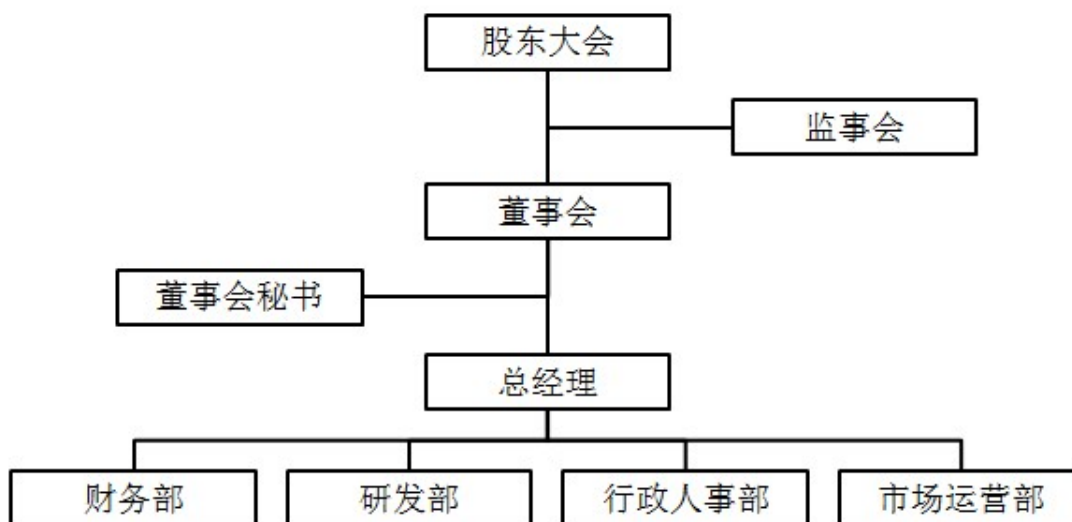 股东大会
监事会
董事会
董事会秘书
总经理
财务部
研发部
行政人事部
市场运营部